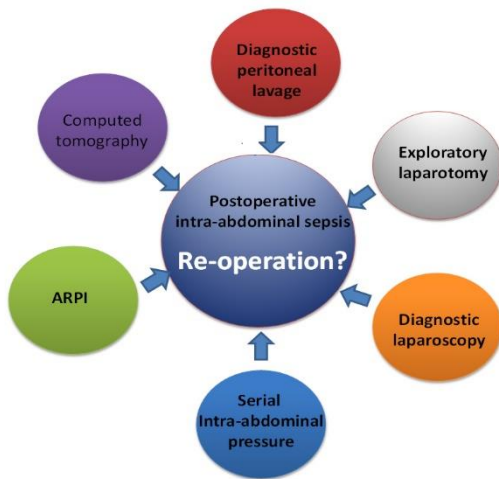 Diagnostic
peritoneal
lavage
Computed
tomography
Exploratory
laparotomy
Postoperative
intra-abdominal sepsis
Re-operation?
ARPI
Diagnostic
laparoscopy
Serial
Intra-abdominal
pressure